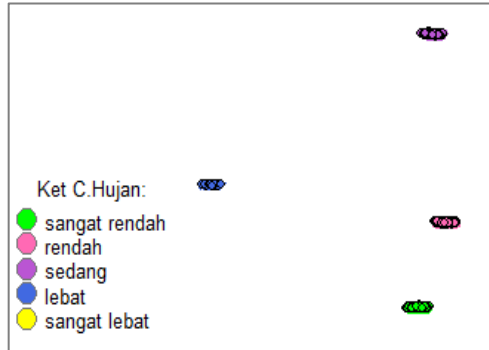 Ket C.Hujan:
sangat rendah
rendah
sedang
lebat
sangat lebat